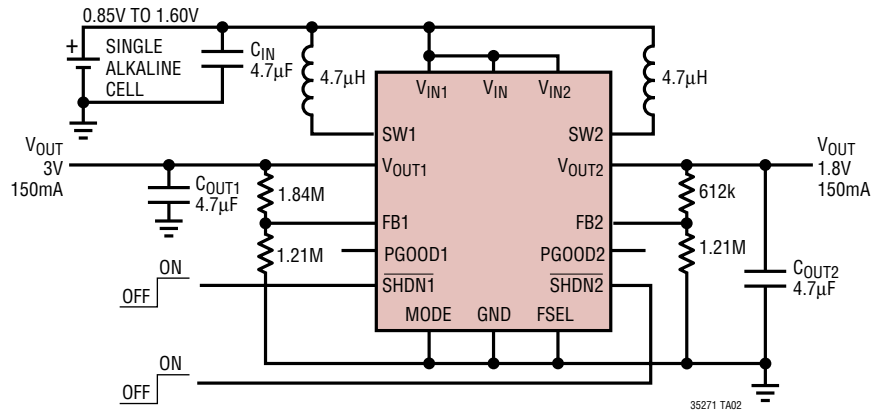 0.85V TO 1.60V
+
SINGLE
ALKALINE
CELL
CIN
4.7µF
4.7µH
4.7µH
VIN1
VIN
VIN2
SW1
SW2
VOUT
3V
150mA
VOUT1
VOUT2
VOUT
1.8V
150mA
COUT1
4.7µF
1.84M
612k
FB1
FB2
1.21M
PGOOD1
PGOOD2
1.21M
COUT2
4.7µF
ON
OFF
SHDN1
SHDN2
MODE
GND
FSEL
ON
OFF
35271 TA02